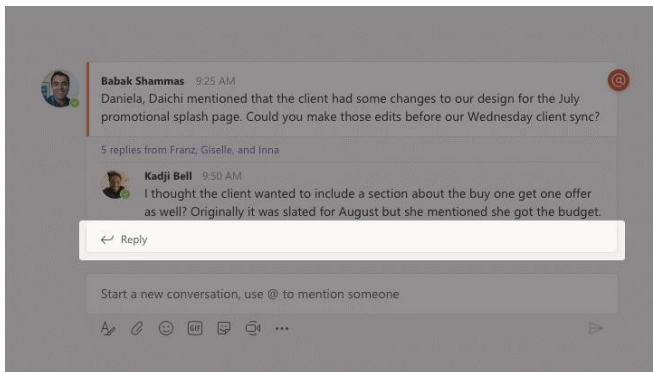 Babak Shammas 9:25 AM
Daniela, Daichi mentioned that the client had some changes to our design for the July
promotional splash page. Could you make those edits before our Wednesday client sync?
5 replies from Franz, Giselle, and Inna
Kadji Bell 9:50 AM
I thought the client wanted to include a section about the buy one get one offer
as well? Originally it was slated for August but she mentioned she got the budget.
Reply
Start a new conversation, use @ to mention someone
GIF